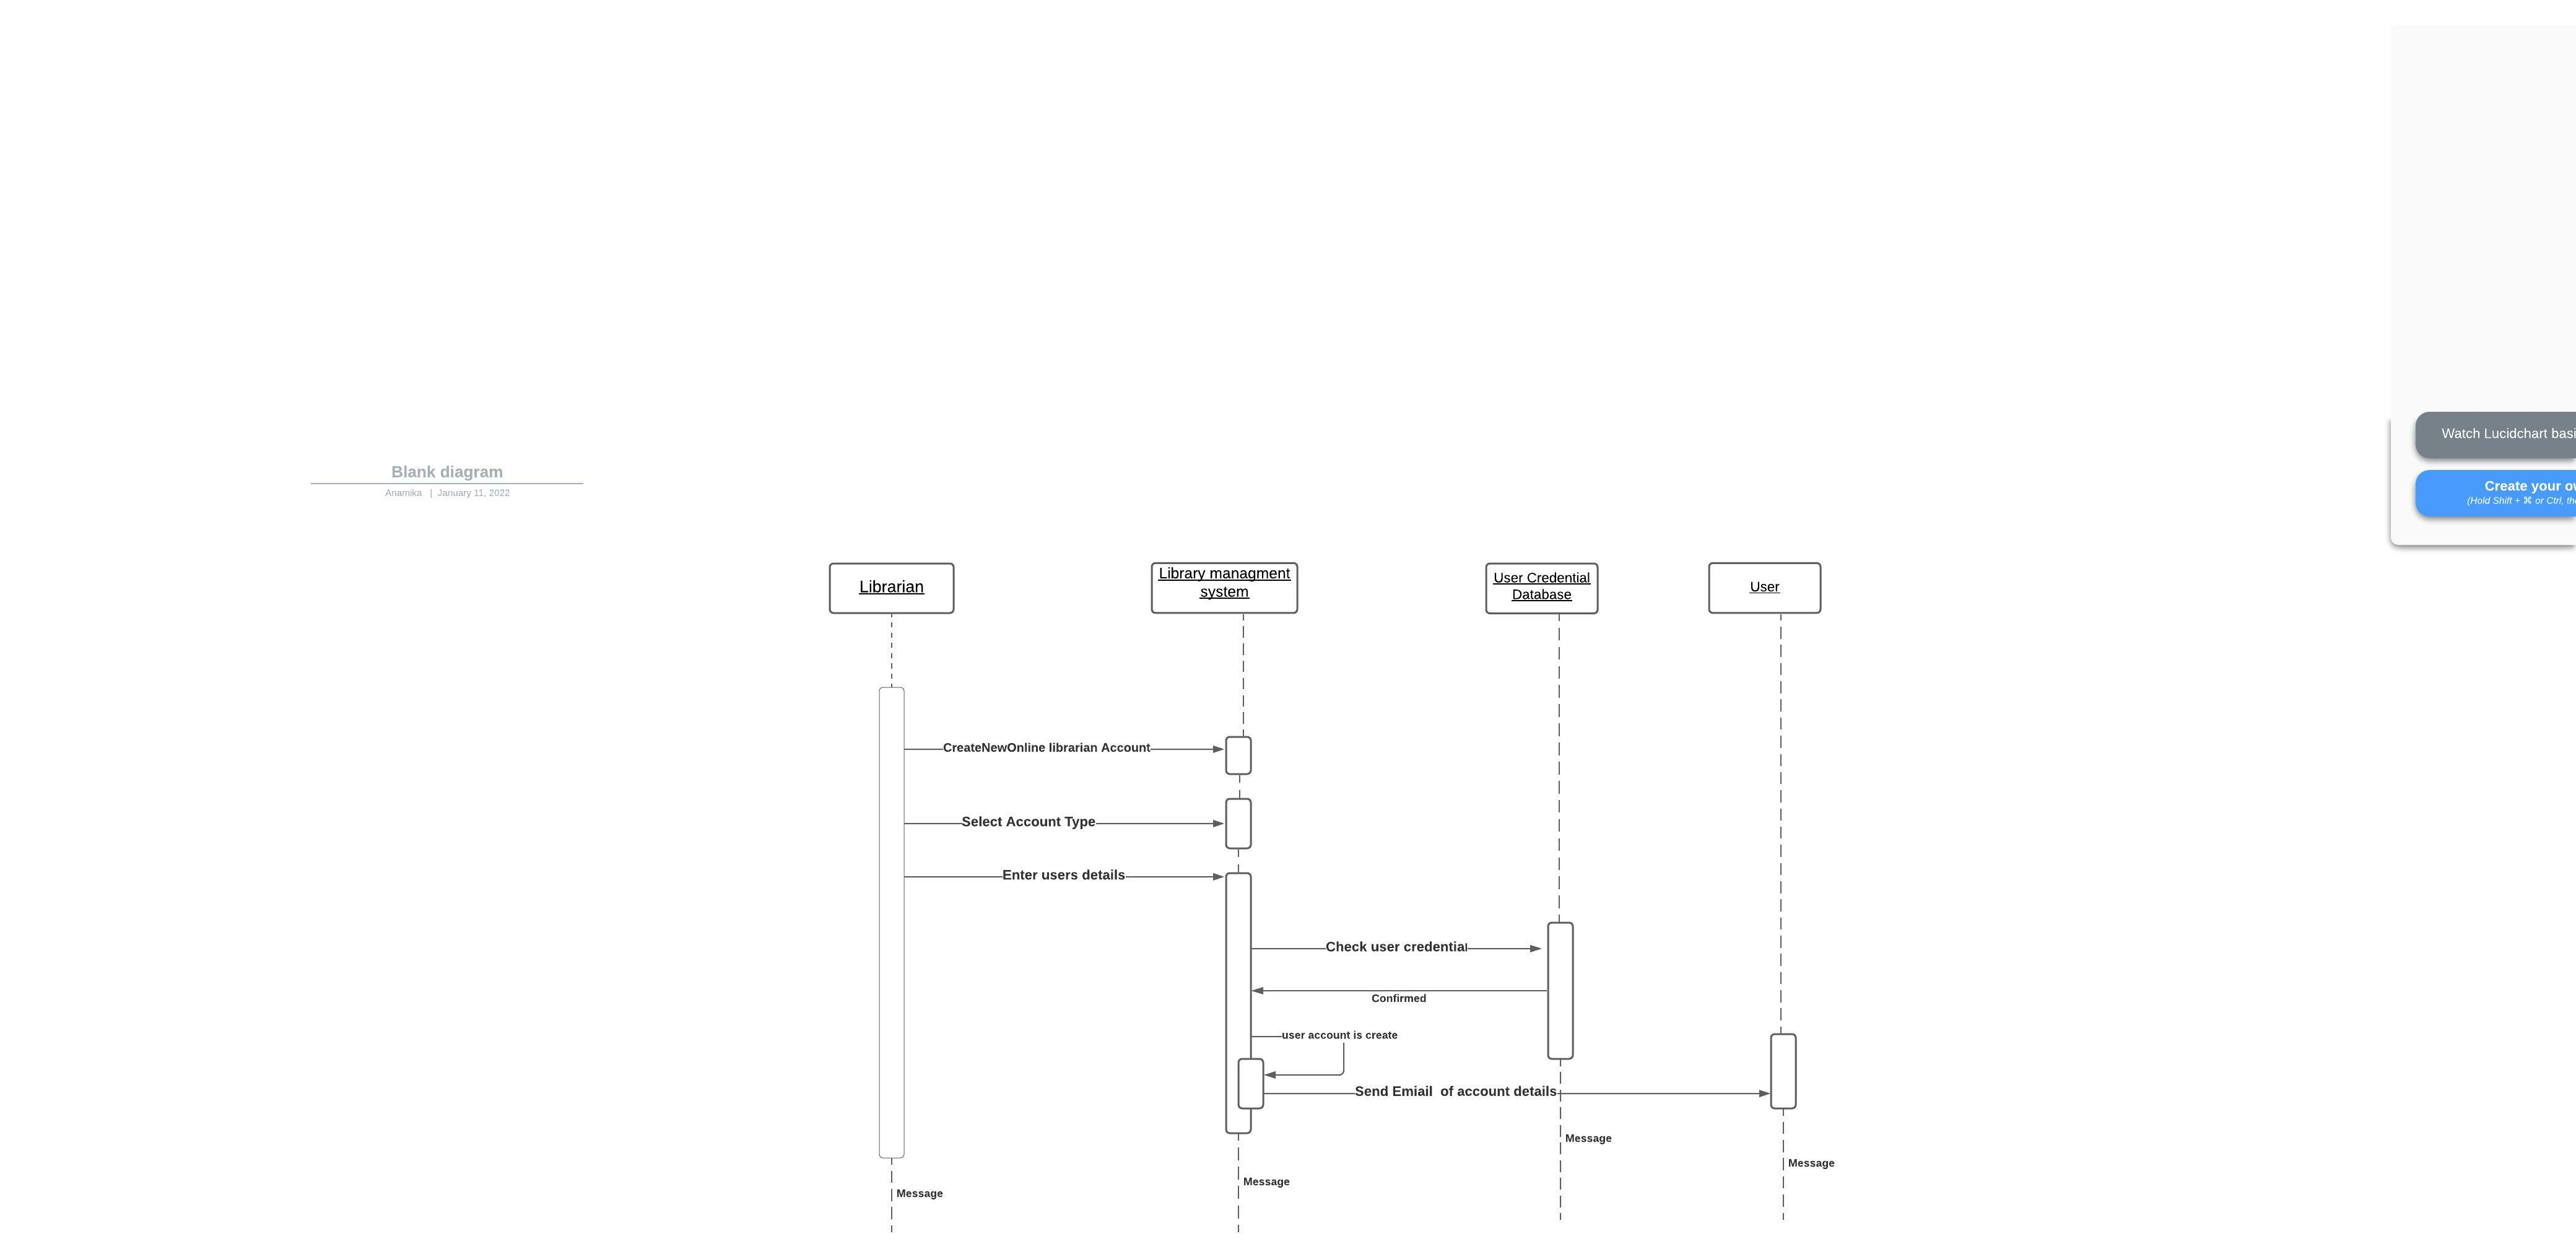 Watch Lucidchart basi
Blank diagram
Create your ow
Anamika | January 11, 2022
(Hold Shift + ⌘ or Ctrl, the
Librarian
Library managment
system
User Credential
Database
User
CreateNewOnline librarian Account
Select Account Type
Enter users details
Check user credential
Confirmed
user account is create
Send Emiail  of account details
Message
Message
Message
Message